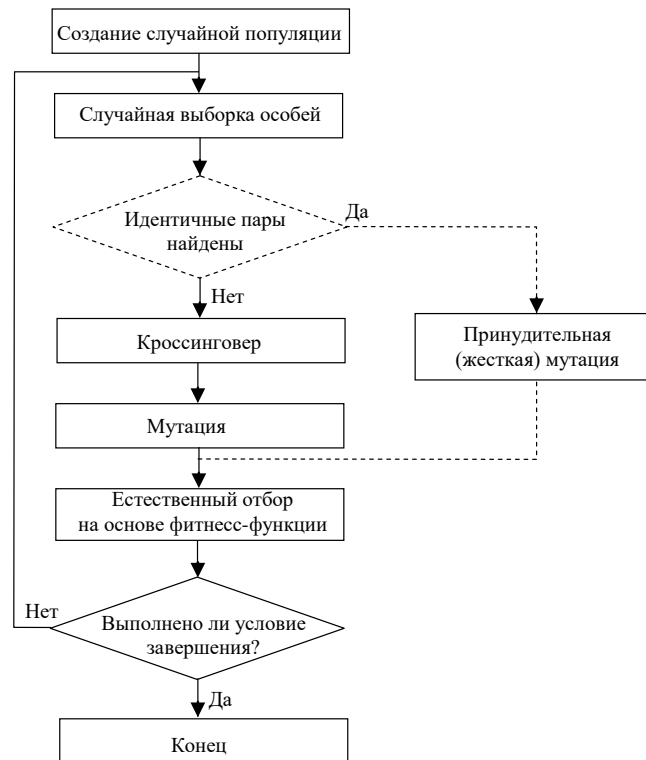 Создание случайной популяции
Случайная выборка особей
Идентичные пары
найдены
Да
Нет
Кроссинговер
Принудительная
(жесткая) мутация
Мутация
Естественный отбор
на основе фитнесс-функции
Нет
Выполнено ли условие
завершения?
Да
Конец